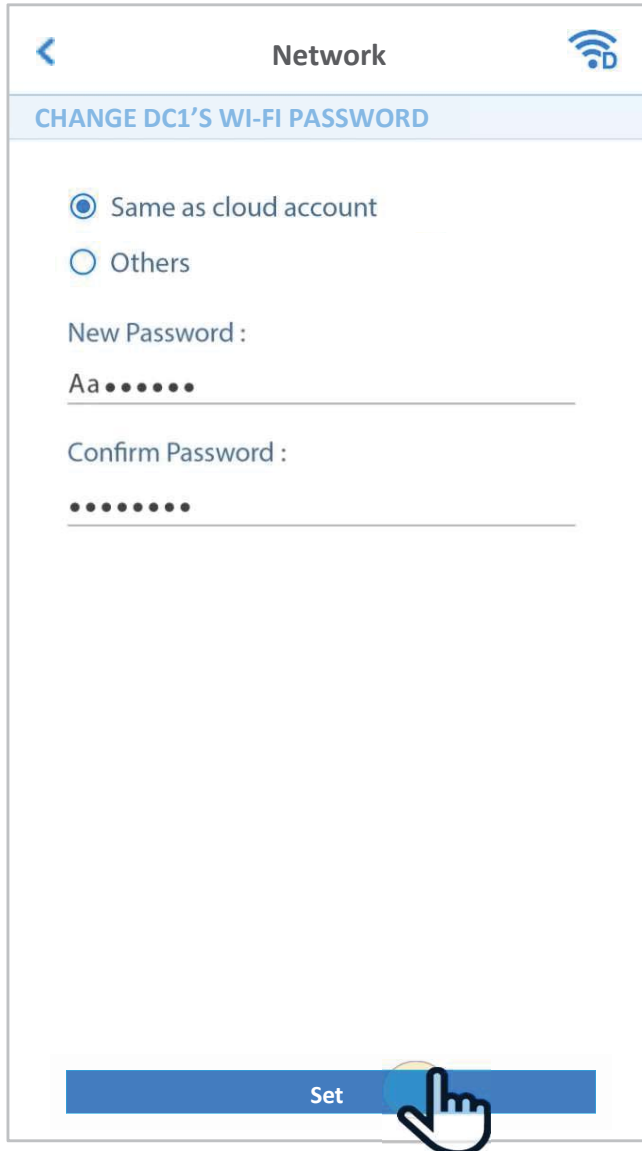 Network
D
CHANGE DC1'S WI-FI PASSWORD
Same as cloud account
Others
New Password :
Aa••••••
Confirm Password :
••••••••
Set